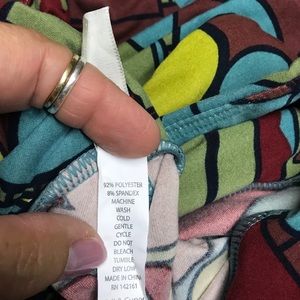 92% POLYESTER
8% SPANDEX
MACHINE
WASH
COLD
GENTLE
CYCLE
DO NOT
BLEACH
TUMBLE
DRY LOW
MADE IN CHINA
RN 142161